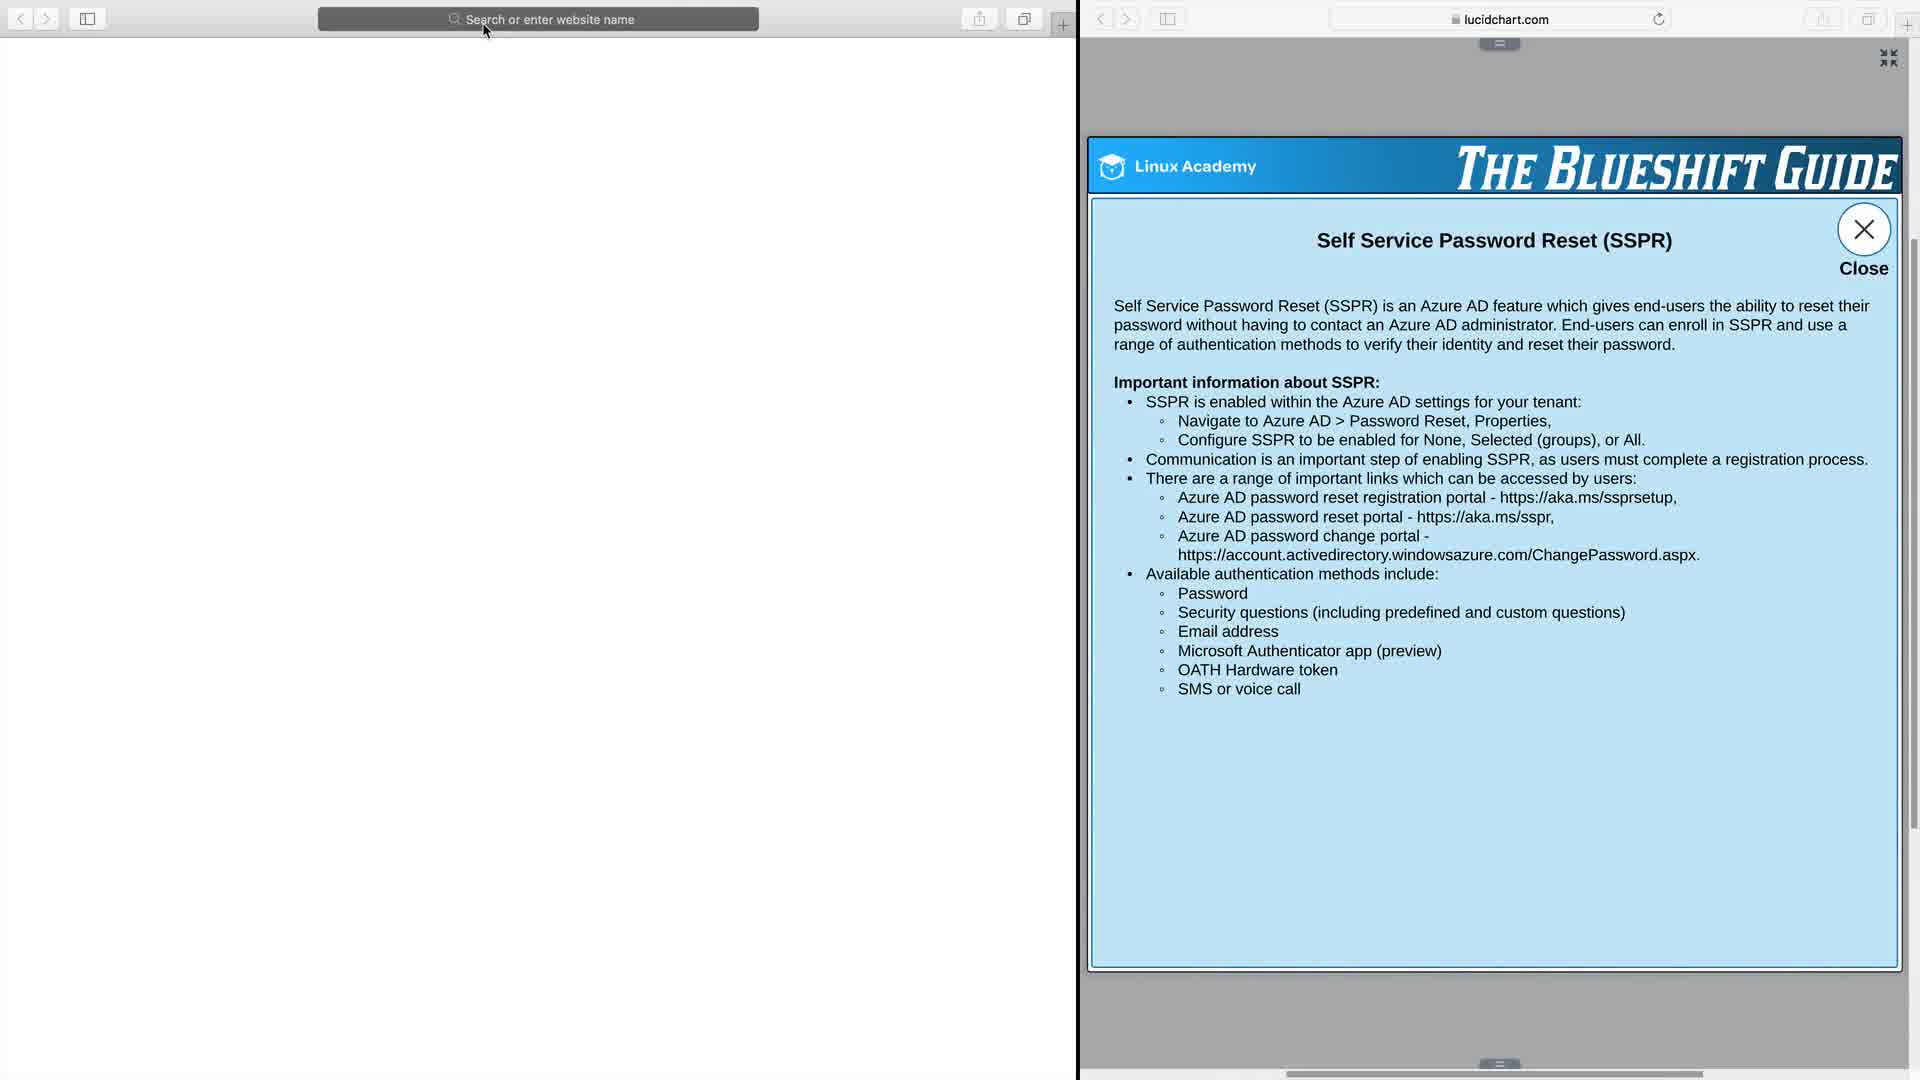 Search or enter website name
lucidchart.com
Linux Academy
THE BLUESHIFT GUIDE
Self Service Password Reset (SSPR)
Close
Self Service Password Reset (SSPR) is an Azure AD feature which gives end-users the ability to reset their
password without having to contact an Azure AD administrator. End-users can enroll in SSPR and use a
range of authentication methods to verify their identity and reset their password.
Important information about SSPR:
• SSPR is enabled within the Azure AD settings for your tenant:
◦ Navigate to Azure AD > Password Reset, Properties,
◦ Configure SSPR to be enabled for None, Selected (groups), or All.
• Communication is an important step of enabling SSPR, as users must complete a registration process.
• There are a range of important links which can be accessed by users:
◦ Azure AD password reset registration portal - https://aka.ms/ssprsetup,
◦ Azure AD password reset portal - https://aka.ms/sspr,
◦ Azure AD password change portal -
https://account.activedirectory.windowsazure.com/ChangePassword.aspx.
• Available authentication methods include:
◦ Password
◦ Security questions (including predefined and custom questions)
◦ Email address
◦ Microsoft Authenticator app (preview)
◦ OATH Hardware token
◦ SMS or voice call